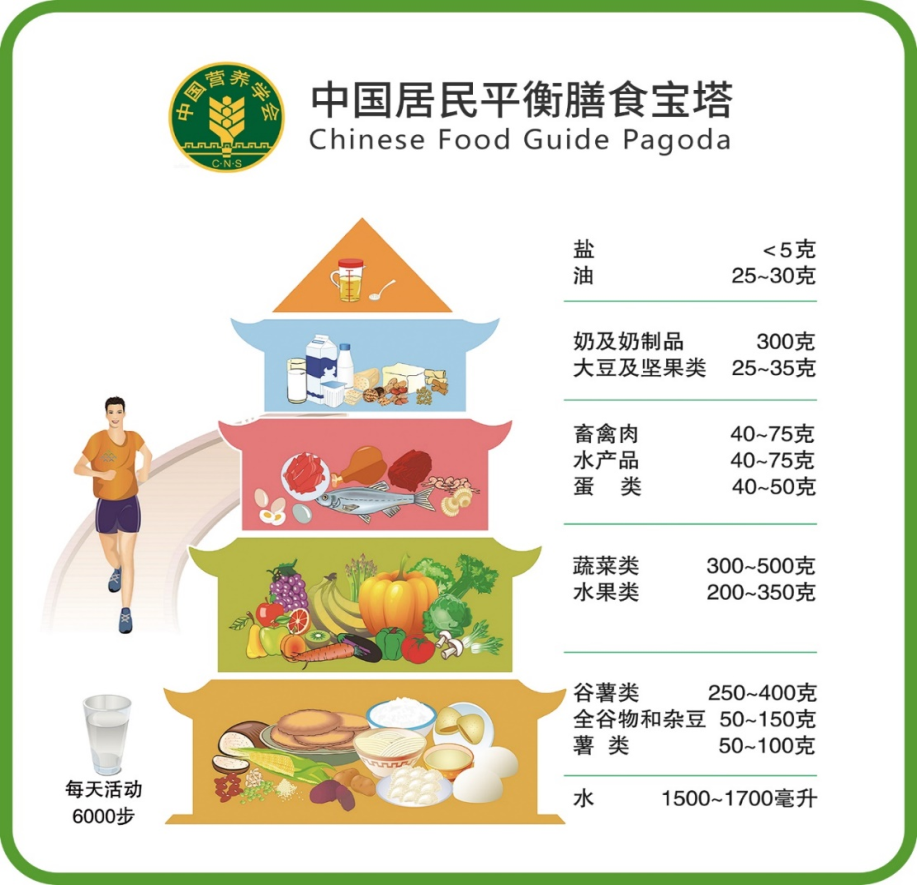 中国营养学会
C·N·S
中国居民平衡膳食宝塔
Chinese Food Guide Pagoda
盐 <5克
油 25~30克
奶及奶制品 300克
大豆及坚果类 25~35克
畜禽肉 40~75克
水产品 40~75克
蛋 类 40~50克
蔬菜类 300~500克
水果类 200~350克
谷薯类 250~400克
全谷物和杂豆 50~150克
薯 类 50~100克
水 1500~1700毫升
每天活动
6000步